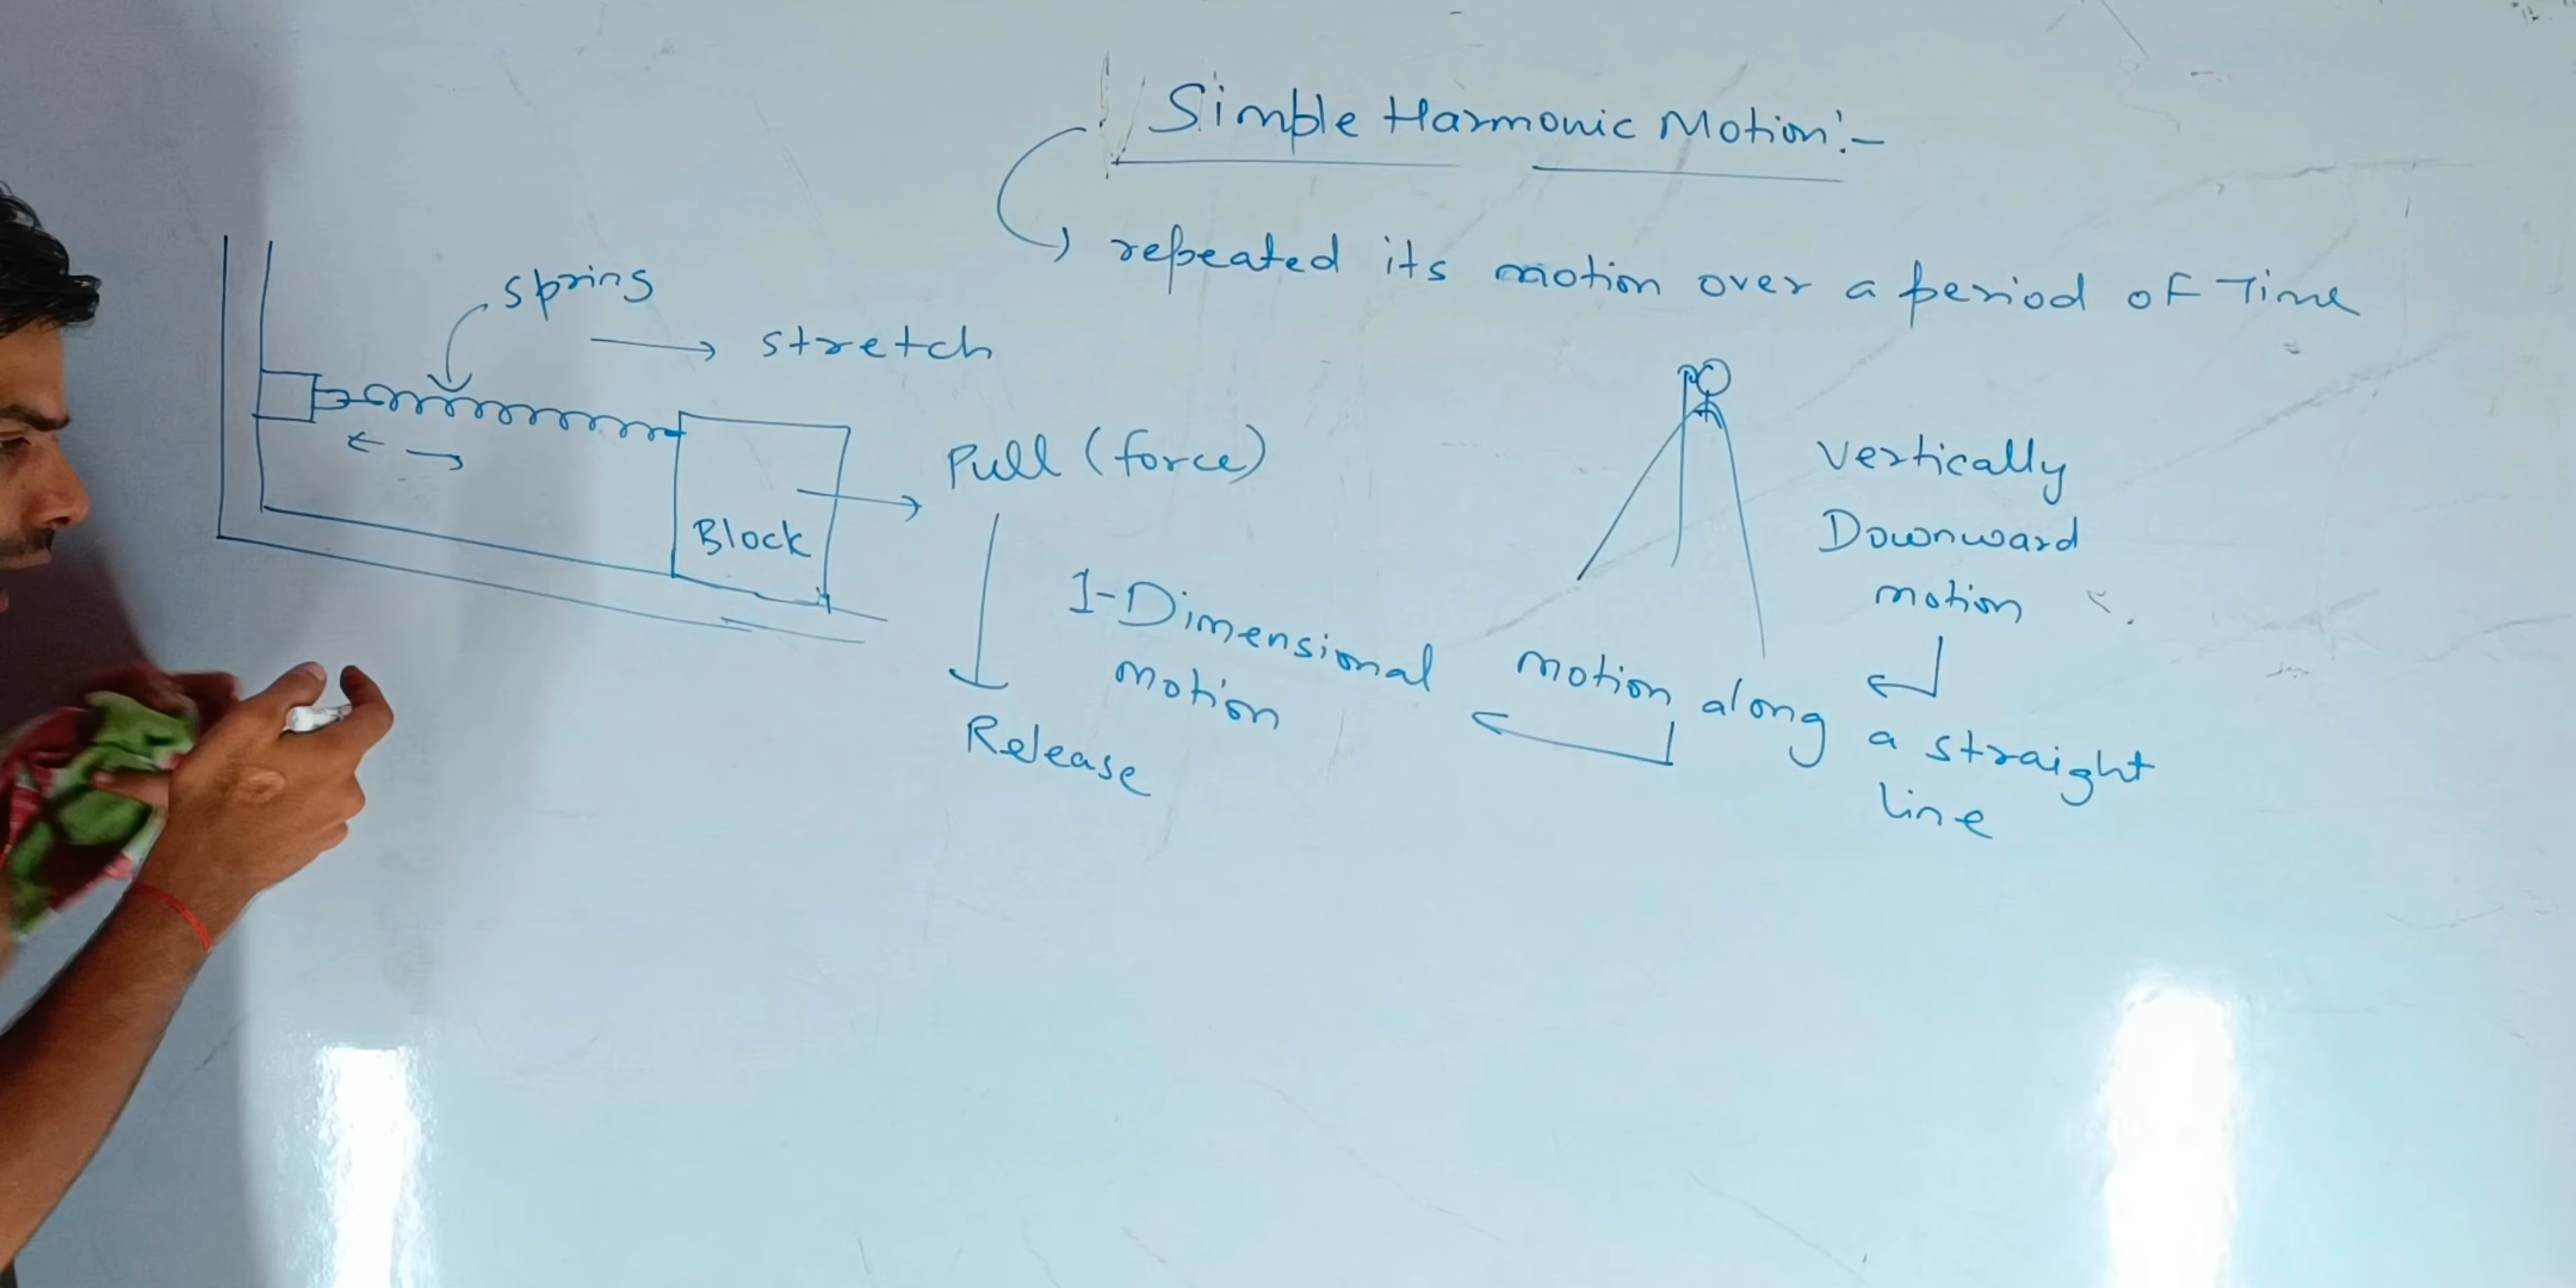 Simple Harmonic Motion:-
repeated its motion over a period of Time
spring
stretch
Pull (force)
Block
Release
1-Dimensional
motion
Vertically
Downward
motion
motion along a straight
line